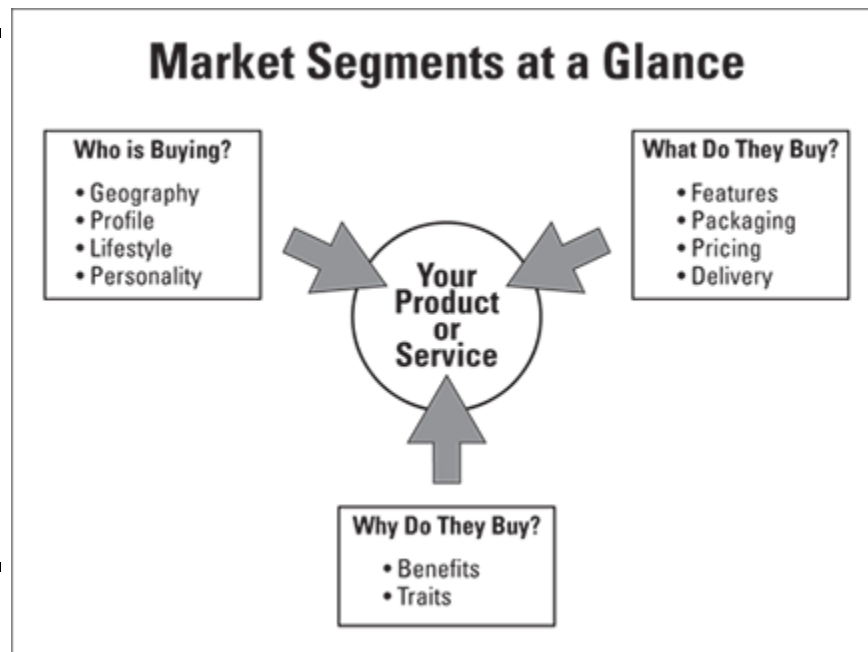 Market Segments at a Glance
Who is Buying?
• Geography
• Profile
• Lifestyle
• Personality
What Do They Buy?
• Features
• Packaging
• Pricing
• Delivery
Your
Product
or
Service
Why Do They Buy?
• Benefits
• Traits